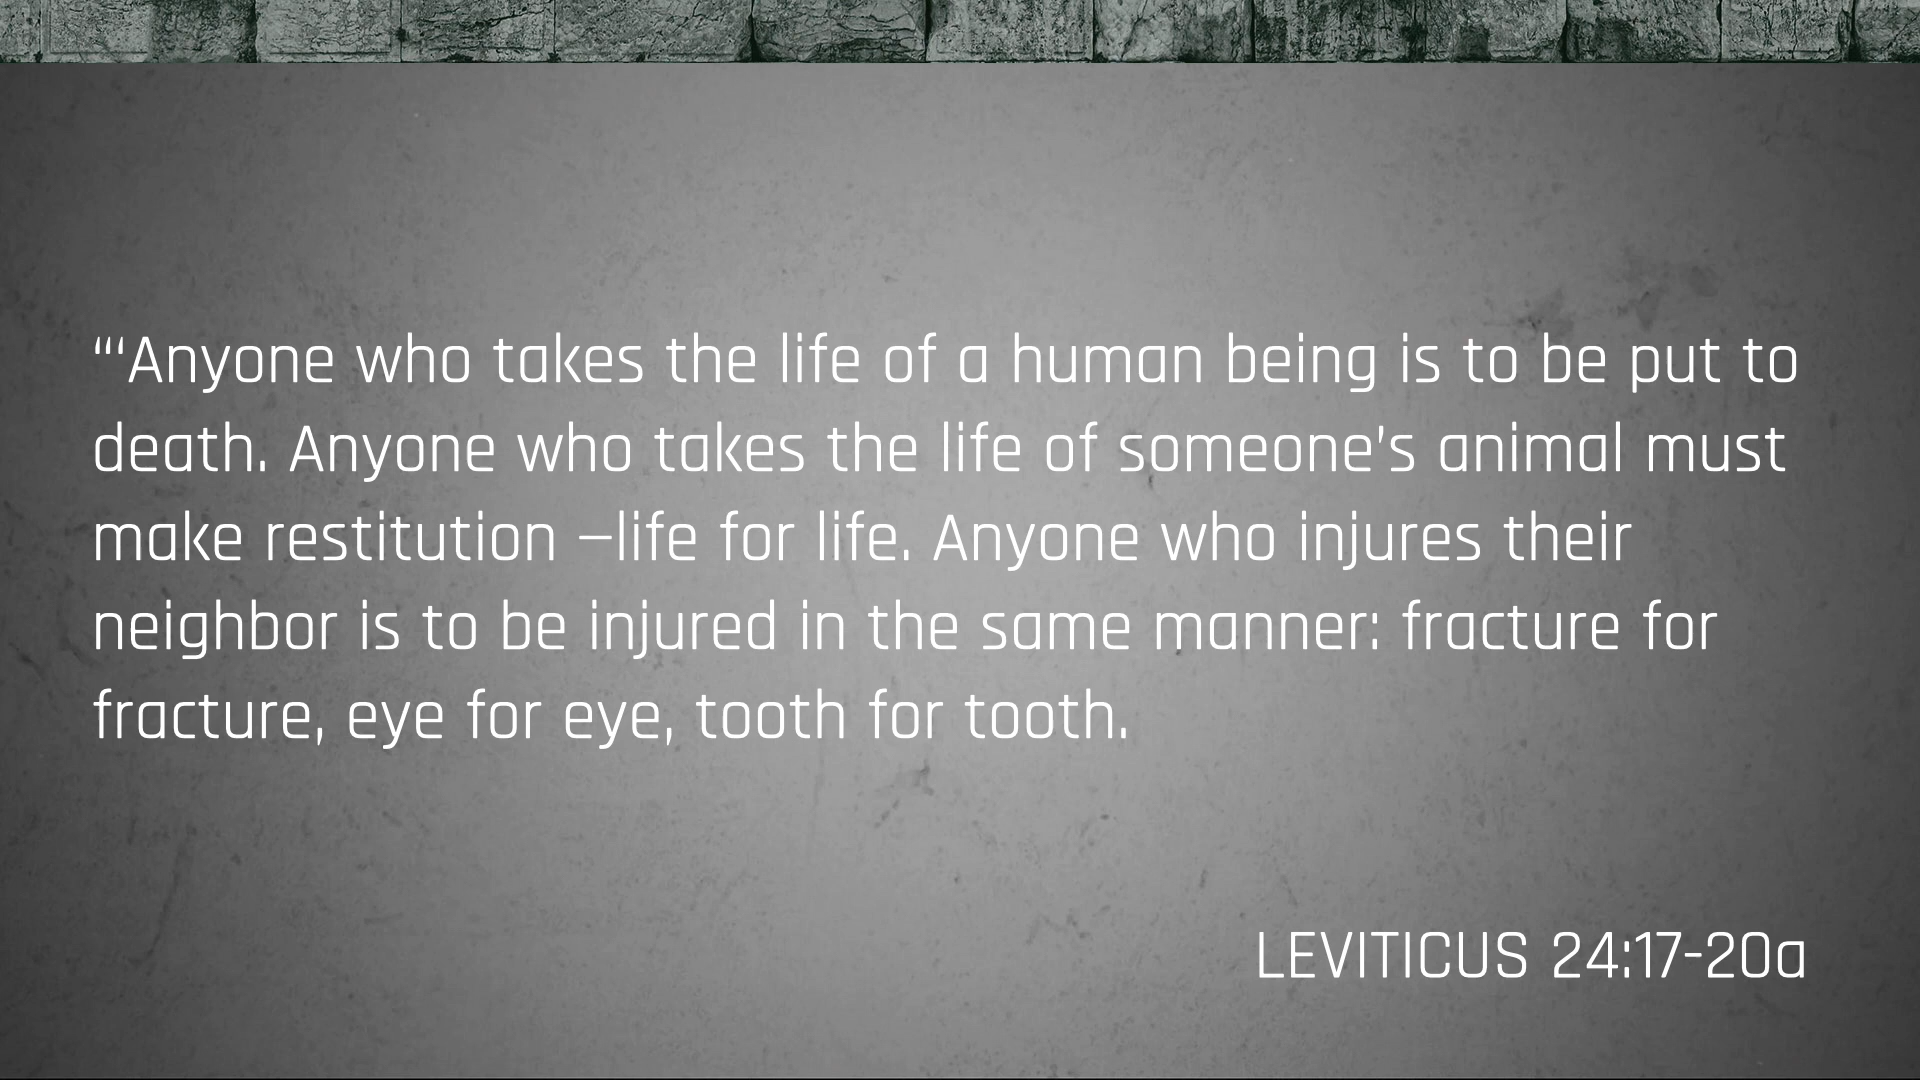 “‘Anyone who takes the life of a human being is to be put to
death. Anyone who takes the life of someone’s animal must
make restitution —life for life. Anyone who injures their
neighbor is to be injured in the same manner: fracture for
fracture, eye for eye, tooth for tooth.
LEVITICUS 24:17-20a